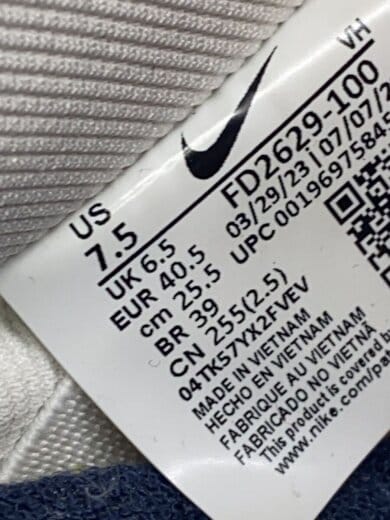 VH
US
7.5
FD2629-100
UK 6.5
03/29/23 | 07/07/2
EUR 40.5
UPC 00196975845
cm 25.5
BR 39
CN 255(2.5)
04TK57YX2FVEV
MADE IN VIETNAM
HECHO EN VIETNAM
FABRIQUE AU VIETNAM
FABRICADO NO VIETNÃ
This product is covered by
www.nike.com/pa